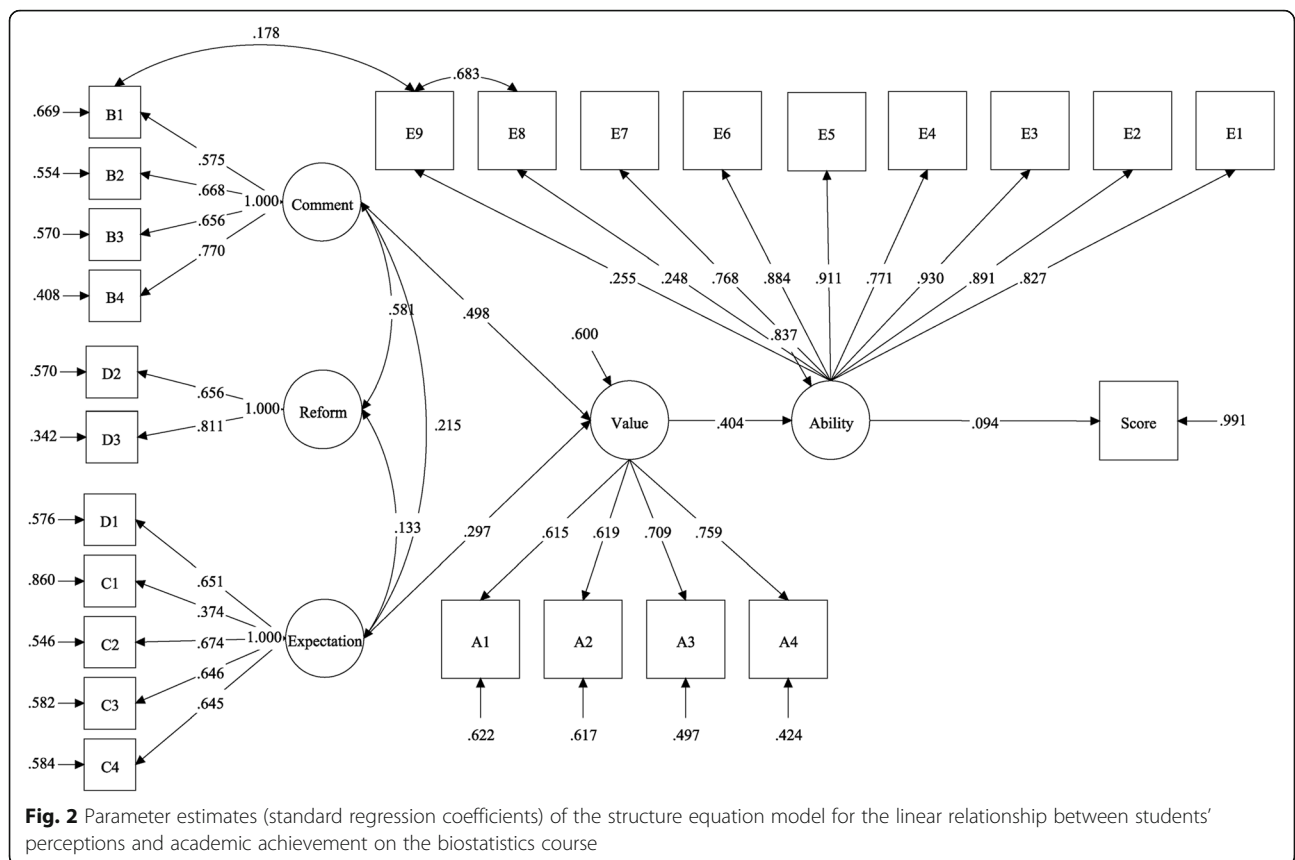 .178
.683
.669
B1
E9
E8
E7
E6
E5
E4
E3
E2
E1
.575
.554
B2
.668
1.000
Comment
.570
B3
.656
.770
.408
B4
.255
.248
.768
.884
.911
.771
.930
.891
.827
.581
.498
.600
.837
.570
D2
.656
1.000
Reform
.811
.342
D3
.215
Value
.404
Ability
.094
Score
.991
.576
D1
.133
.297
.615
.619
.709
.759
.651
.860
C1
.374
.546
C2
.674
1.000
Expectation
A1
A2
A3
A4
.646
.582
C3
.645
.622
.617
.497
.424
.584
C4
Fig. 2 Parameter estimates (standard regression coefficients) of the structure equation model for the linear relationship between students’
perceptions and academic achievement on the biostatistics course